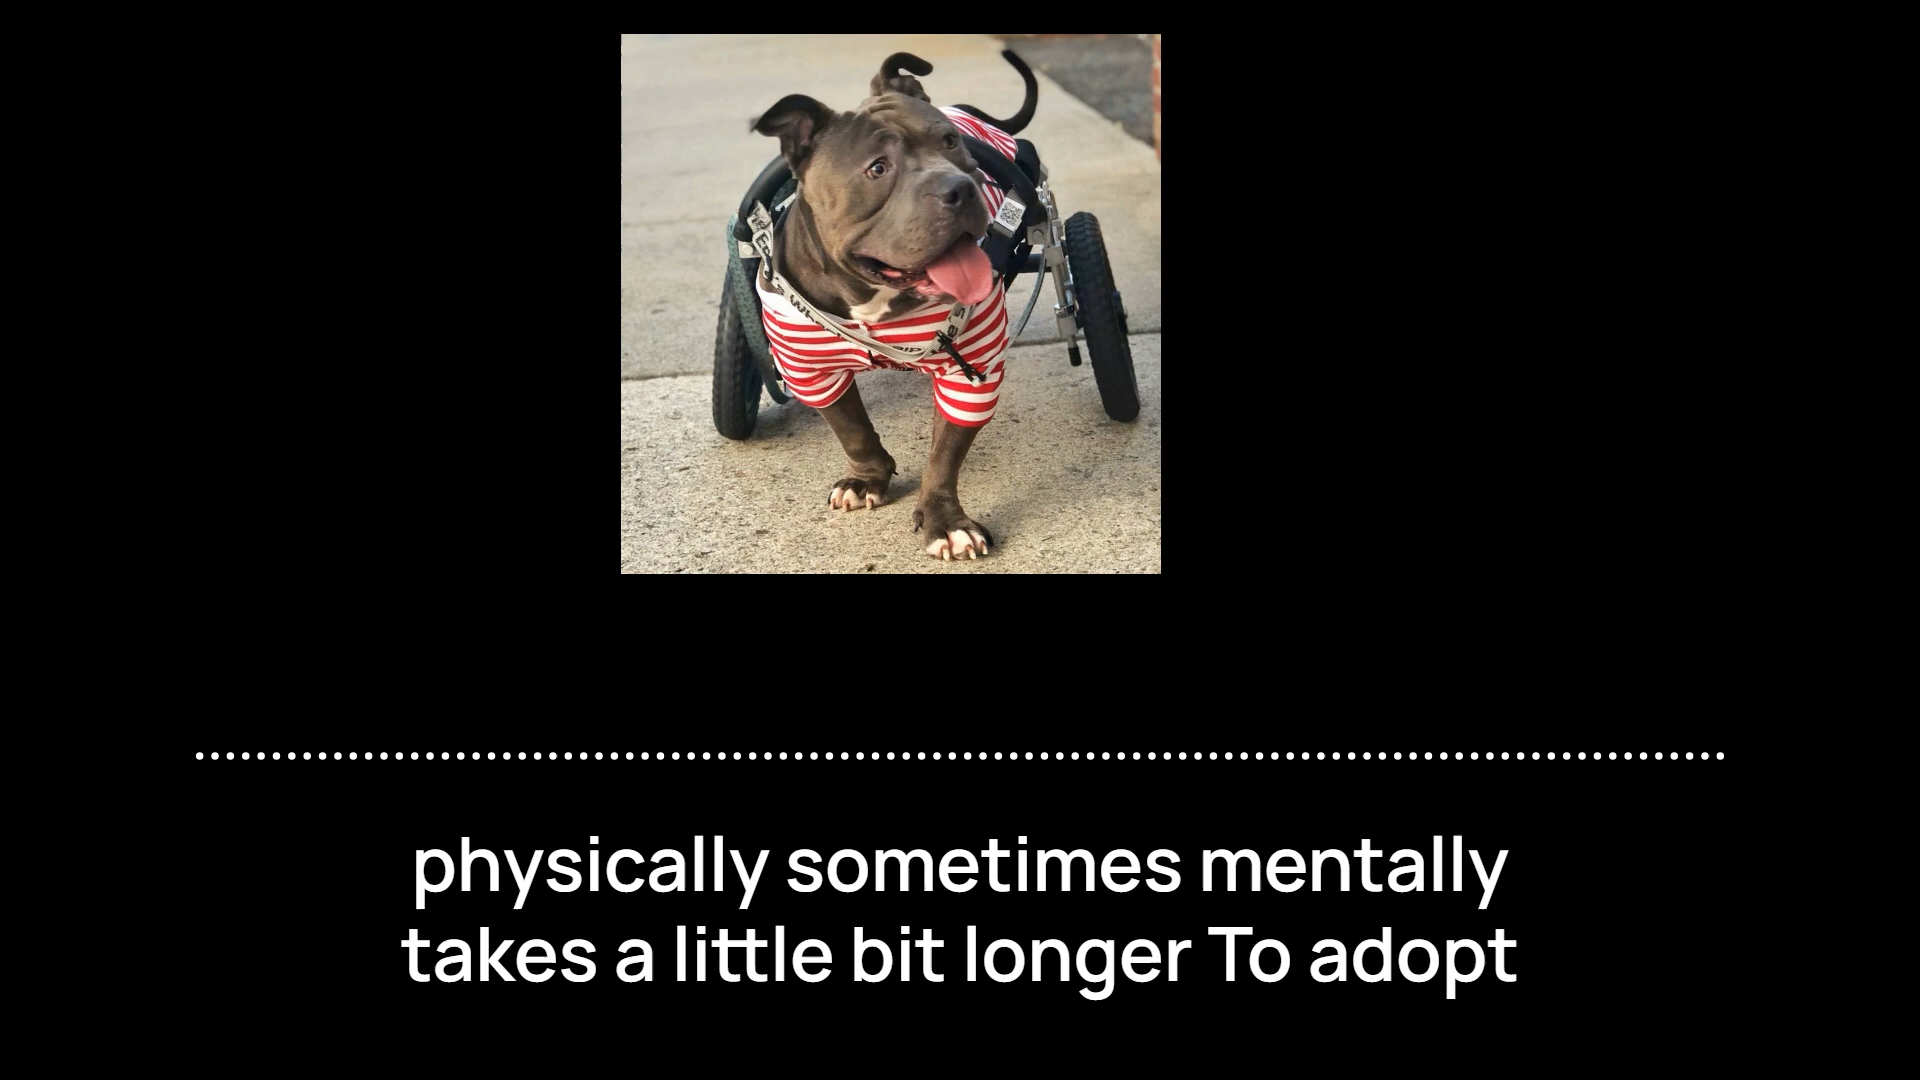 physically sometimes mentally
takes a little bit longer To adopt